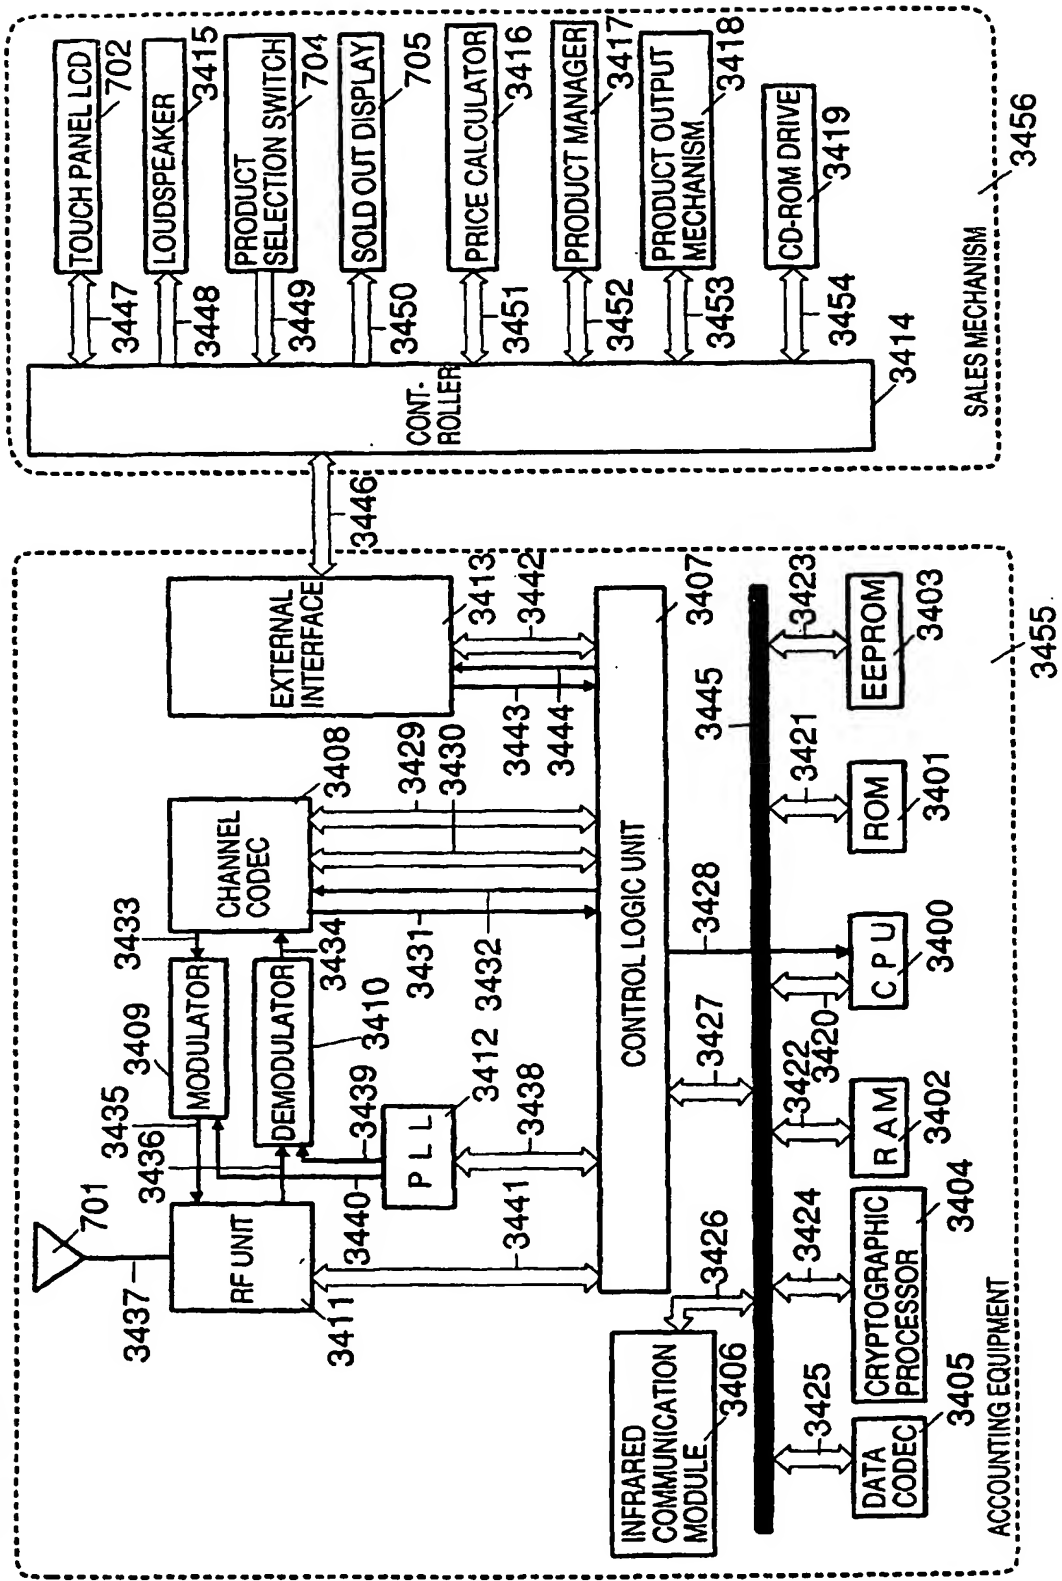 701
3437
RF UNIT
3411
3435
3436
3409
MODULATOR
DEMODULATOR
3410
3433
3434
CHANNEL
CODEC
3408
3429
3430
3431
3432
3439
3440
PLL
3412
3438
3441
EXTERNAL
INTERFACE
3413
3442
3443
3444
3446
CONTROL LOGIC UNIT
3407
INFRARED
COMMUNICATION
MODULE
3406
3426
3427
3428
3445
3425
DATA
CODEC
3405
3424
CRYPTOGRAPHIC
PROCESSOR
3404
3422
RAM
3402
3420
CPU
3400
3421
ROM
3401
3423
EEPROM
3403
ACCOUNTING EQUIPMENT
3455
CONT-
ROLLER
3414
3447
TOUCH PANEL LCD
702
3448
LOUDSPEAKER
3415
3449
PRODUCT
SELECTION SWITCH
704
3450
SOLD OUT DISPLAY
705
3451
PRICE CALCULATOR
3416
3452
PRODUCT MANAGER
3417
3453
PRODUCT OUTPUT
MECHANISM
3418
3454
CD-ROM DRIVE
3419
SALES MECHANISM
3456